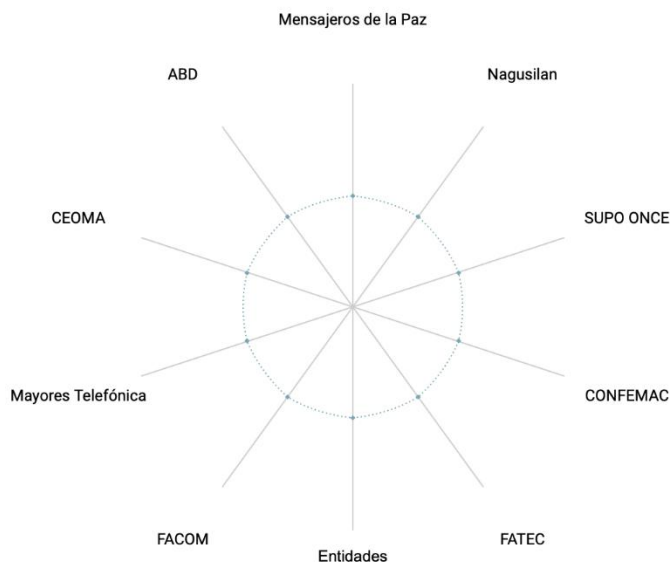 Mensajeros de la Paz
ABD
Nagusilan
CEOMA
SUPO ONCE
Mayores Telefónica
CONFEMAC
FACOM
FATEC
Entidades